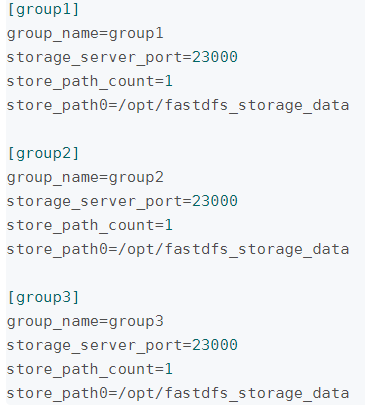 [group1]
group_name=group1
storage_server_port=23000
store_path_count=1
store_path0=/opt/fastdfs_storage_data
[group2]
group_name=group2
storage_server_port=23000
store_path_count=1
store_path0=/opt/fastdfs_storage_data
[group3]
group_name=group3
storage_server_port=23000
store_path_count=1
store_path0=/opt/fastdfs_storage_data